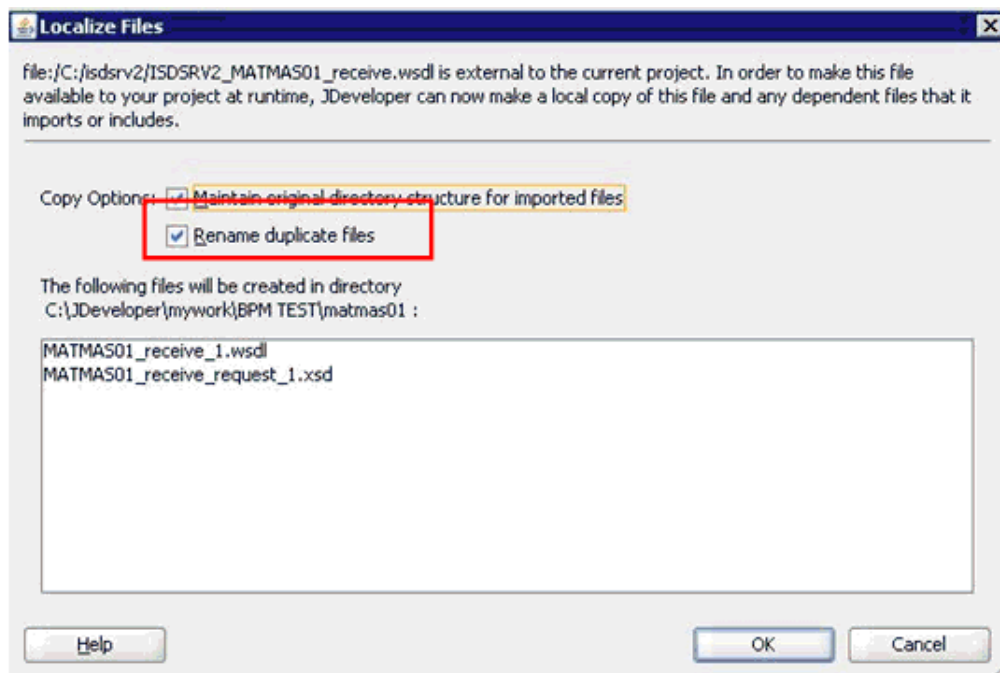 Localize Files
file:/C:/isdsrv2/ISDSRV2_MATMAS01_receive.wsdl is external to the current project. In order to make this file
available to your project at runtime, JDeveloper can now make a local copy of this file and any dependent files that it
imports or includes.
Copy Options: Maintain original directory structure for imported files
Rename duplicate files
The following files will be created in directory
C:\JDeveloper\mywork\BPM TEST\matmas01 :
MATMAS01_receive_1.wsdl
MATMAS01_receive_request_1.xsd
Help OK Cancel